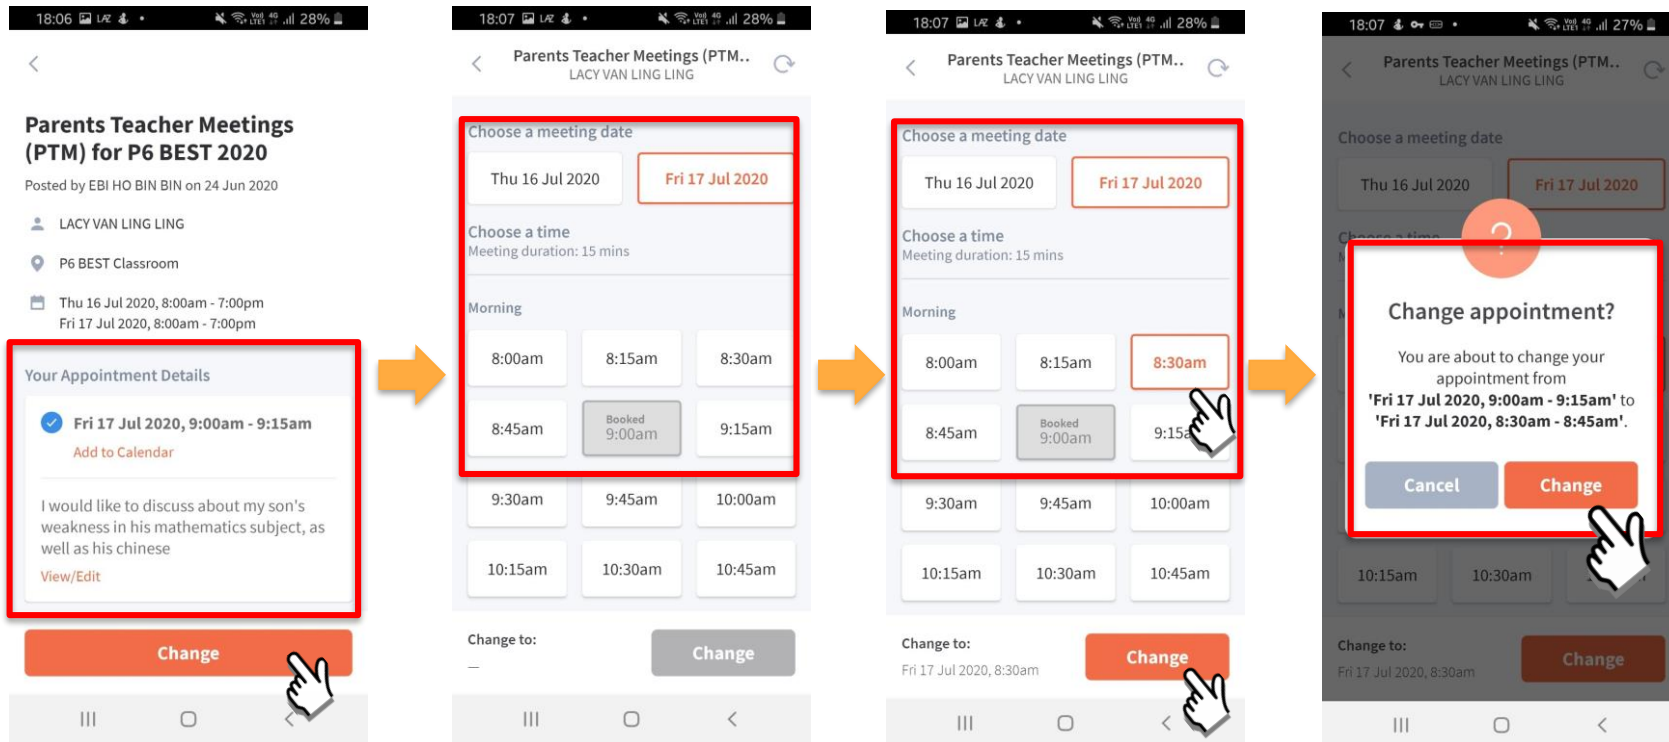 18:06 28%
Parents Teacher Meetings
(PTM) for P6 BEST 2020
Posted by EBI HO BIN BIN on 24 Jun 2020
LACY VAN LING LING
P6 BEST Classroom
Thu 16 Jul 2020, 8:00am - 7:00pm
Fri 17 Jul 2020, 8:00am - 7:00pm
Your Appointment Details
Fri 17 Jul 2020, 9:00am - 9:15am
Add to Calendar
I would like to discuss about my son's
weakness in his mathematics subject, as
well as his chinese
View/Edit
Change
18:07 28%
Parents Teacher Meetings (PTM..
LACY VAN LING LING
Choose a meeting date
Thu 16 Jul 2020 Fri 17 Jul 2020
Choose a time
Meeting duration: 15 mins
Morning
8:00am 8:15am 8:30am
8:45am Booked 9:00am 9:15am
9:30am 9:45am 10:00am
10:15am 10:30am 10:45am
Change to:
—
Change
18:07 28%
Parents Teacher Meetings (PTM..
LACY VAN LING LING
Choose a meeting date
Thu 16 Jul 2020 Fri 17 Jul 2020
Choose a time
Meeting duration: 15 mins
Morning
8:00am 8:15am 8:30am
8:45am Booked 9:00am 9:15a
9:30am 9:45am 10:00am
10:15am 10:30am 10:45am
Change to:
Fri 17 Jul 2020, 8:30am
Change
18:07 27%
Parents Teacher Meetings (PTM..
LACY VAN LING LING
Choose a meeting date
Thu 16 Jul 2020 Fri 17 Jul 2020
Choose a time
?
Change appointment?
You are about to change your
appointment from
'Fri 17 Jul 2020, 9:00am - 9:15am' to
'Fri 17 Jul 2020, 8:30am - 8:45am'.
Cancel Change
10:15am 10:30am
Change to:
Fri 17 Jul 2020, 8:30am
Change